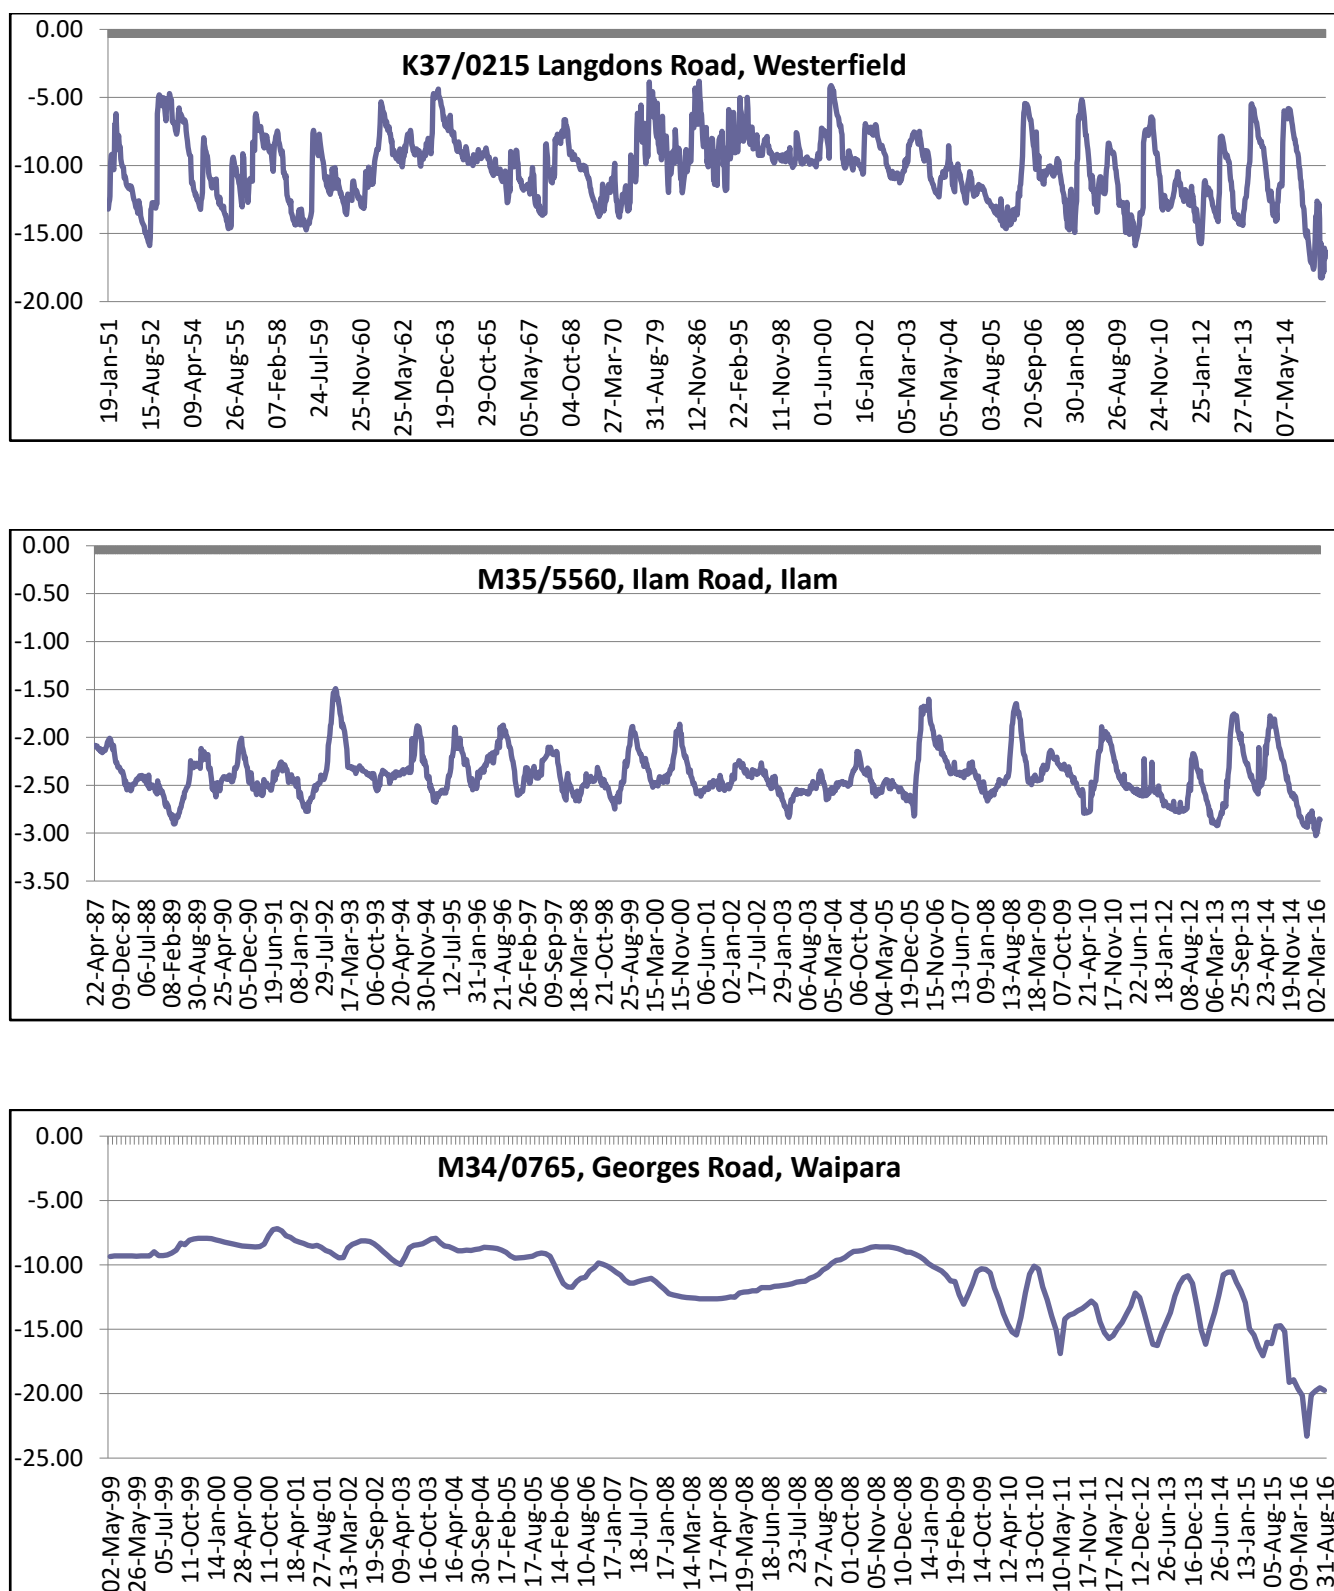 K37/0215 Langdons Road, Westerfield
0.00
-5.00
-10.00
-15.00
-20.00
19-Jan-51
15-Aug-52
09-Apr-54
26-Aug-55
07-Feb-58
24-Jul-59
25-Nov-60
25-May-62
19-Dec-63
29-Oct-65
05-May-67
04-Oct-68
27-Mar-70
31-Aug-79
12-Nov-86
22-Feb-95
11-Nov-98
01-Jun-00
16-Jan-02
05-Mar-03
05-May-04
03-Aug-05
20-Sep-06
30-Jan-08
26-Aug-09
24-Nov-10
25-Jan-12
27-Mar-13
07-May-14
M35/5560, Ilam Road, Ilam
0.00
-0.50
-1.00
-1.50
-2.00
-2.50
-3.00
-3.50
22-Apr-87
09-Dec-87
06-Jul-88
08-Feb-89
30-Aug-89
25-Apr-90
05-Dec-90
19-Jun-91
08-Jan-92
29-Jul-92
17-Mar-93
06-Oct-93
20-Apr-94
30-Nov-94
12-Jul-95
31-Jan-96
21-Aug-96
26-Feb-97
09-Sep-97
18-Mar-98
21-Oct-98
25-Aug-99
15-Mar-00
15-Nov-00
06-Jun-01
02-Jan-02
17-Jul-02
29-Jan-03
06-Aug-03
05-Mar-04
06-Oct-04
04-May-05
19-Dec-05
15-Nov-06
13-Jun-07
09-Jan-08
13-Aug-08
18-Mar-09
07-Oct-09
21-Apr-10
17-Nov-10
22-Jun-11
18-Jan-12
08-Aug-12
06-Mar-13
25-Sep-13
23-Apr-14
19-Nov-14
02-Mar-16
M34/0765, Georges Road, Waipara
0.00
-5.00
-10.00
-15.00
-20.00
-25.00
02-May-99
26-May-99
05-Jul-99
11-Oct-99
14-Jan-00
28-Apr-00
11-Oct-00
18-Apr-01
27-Aug-01
13-Mar-02
19-Sep-02
09-Apr-03
16-Oct-03
16-Apr-04
30-Sep-04
17-Feb-05
17-Aug-05
14-Feb-06
10-Aug-06
17-Jan-07
18-Jul-07
18-Jan-08
14-Mar-08
17-Apr-08
19-May-08
18-Jun-08
23-Jul-08
27-Aug-08
01-Oct-08
05-Nov-08
10-Dec-08
14-Jan-09
19-Feb-09
14-Oct-09
12-Apr-10
13-Oct-10
10-May-11
17-Nov-11
17-May-12
12-Dec-12
26-Jun-13
16-Dec-13
26-Jun-14
13-Jan-15
05-Aug-15
09-Mar-16
31-Aug-16